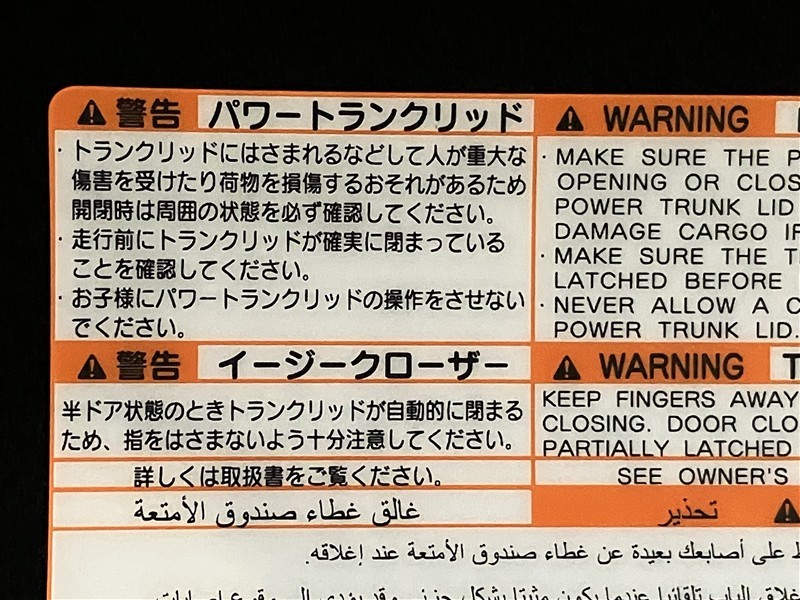 警告 パワートランクリッド
・トランクリッドにはさまれるなどして人が重大な
傷害を受けたり荷物を損傷するおそれがあるため
開閉時は周囲の状態を必ず確認してください。
・走行前にトランクリッドが確実に閉まっている
ことを確認してください。
・お子様にパワートランクリッドの操作をさせない
でください。
WARNING
・MAKE SURE THE P
OPENING OR CLOS
POWER TRUNK LID
DAMAGE CARGO IF
・MAKE SURE THE T
LATCHED BEFORE
・NEVER ALLOW A C
POWER TRUNK LID.
警告 イージークローザー
半ドア状態のときトランクリッドが自動的に閉まる
ため、指をはさまないよう十分注意してください。
WARNING T
KEEP FINGERS AWAY
CLOSING. DOOR CLO
PARTIALLY LATCHED
詳しくは取扱書をご覧ください。
SEE OWNER'S
تحذير
غالق غطاء صندوق الأمتعة
على أصابعك بعيدة عن غطاء صندوق الأمتعة عند إغلاقه.
الباب تلقائيا عندما يكون مثبتا بشكل جزئي وقد يؤدي إلى وقوع إصابات